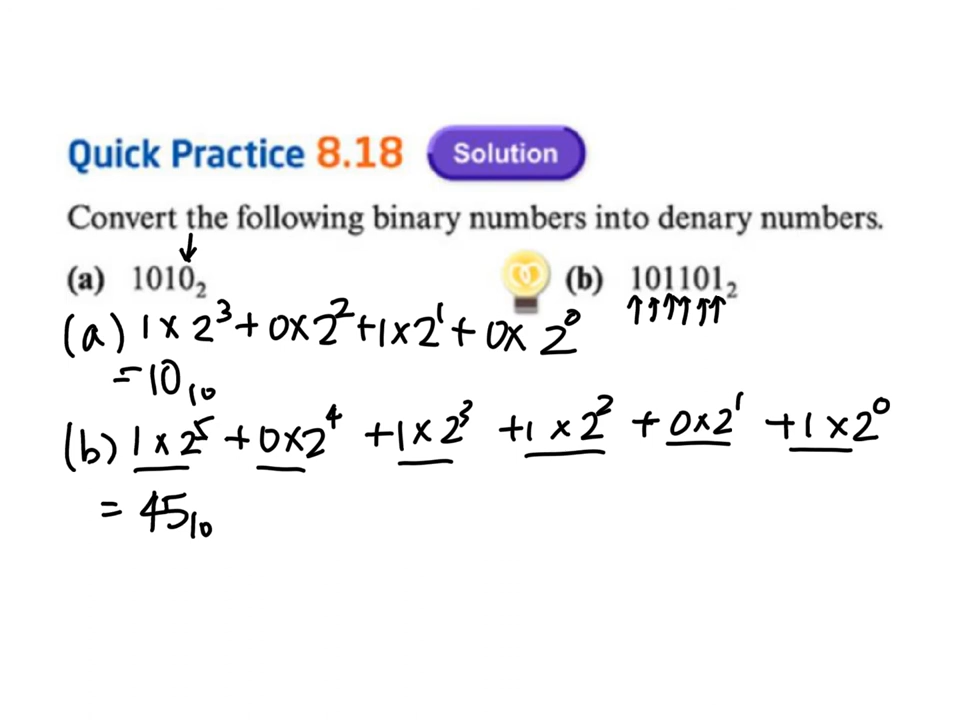 Quick Practice 8.18 Solution
Convert the following binary numbers into denary numbers.
(a) 1010₂ (b) 101101₂
(a) 1 × 2³ + 0×2² + 1×2¹ + 0× 2⁰
= 10₁₀
(b) 1 × 2⁵ + 0×2⁴ + 1 × 2³ + 1 × 2² + 0×2¹ + 1 ×2⁰
= 45₁₀